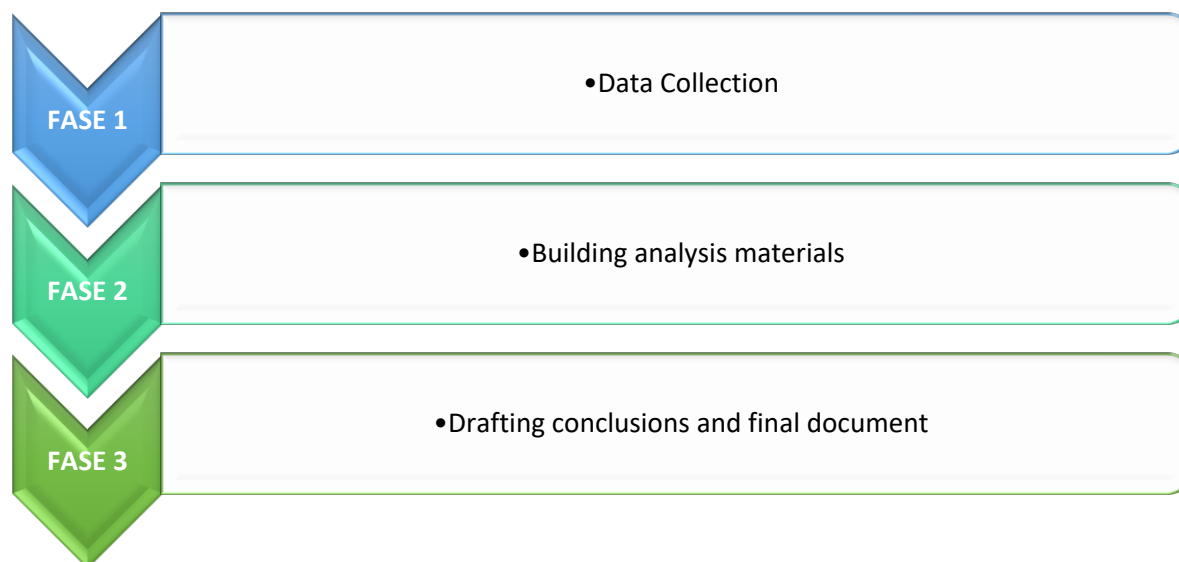 FASE 1
•Data Collection
FASE 2
•Building analysis materials
FASE 3
•Drafting conclusions and final document